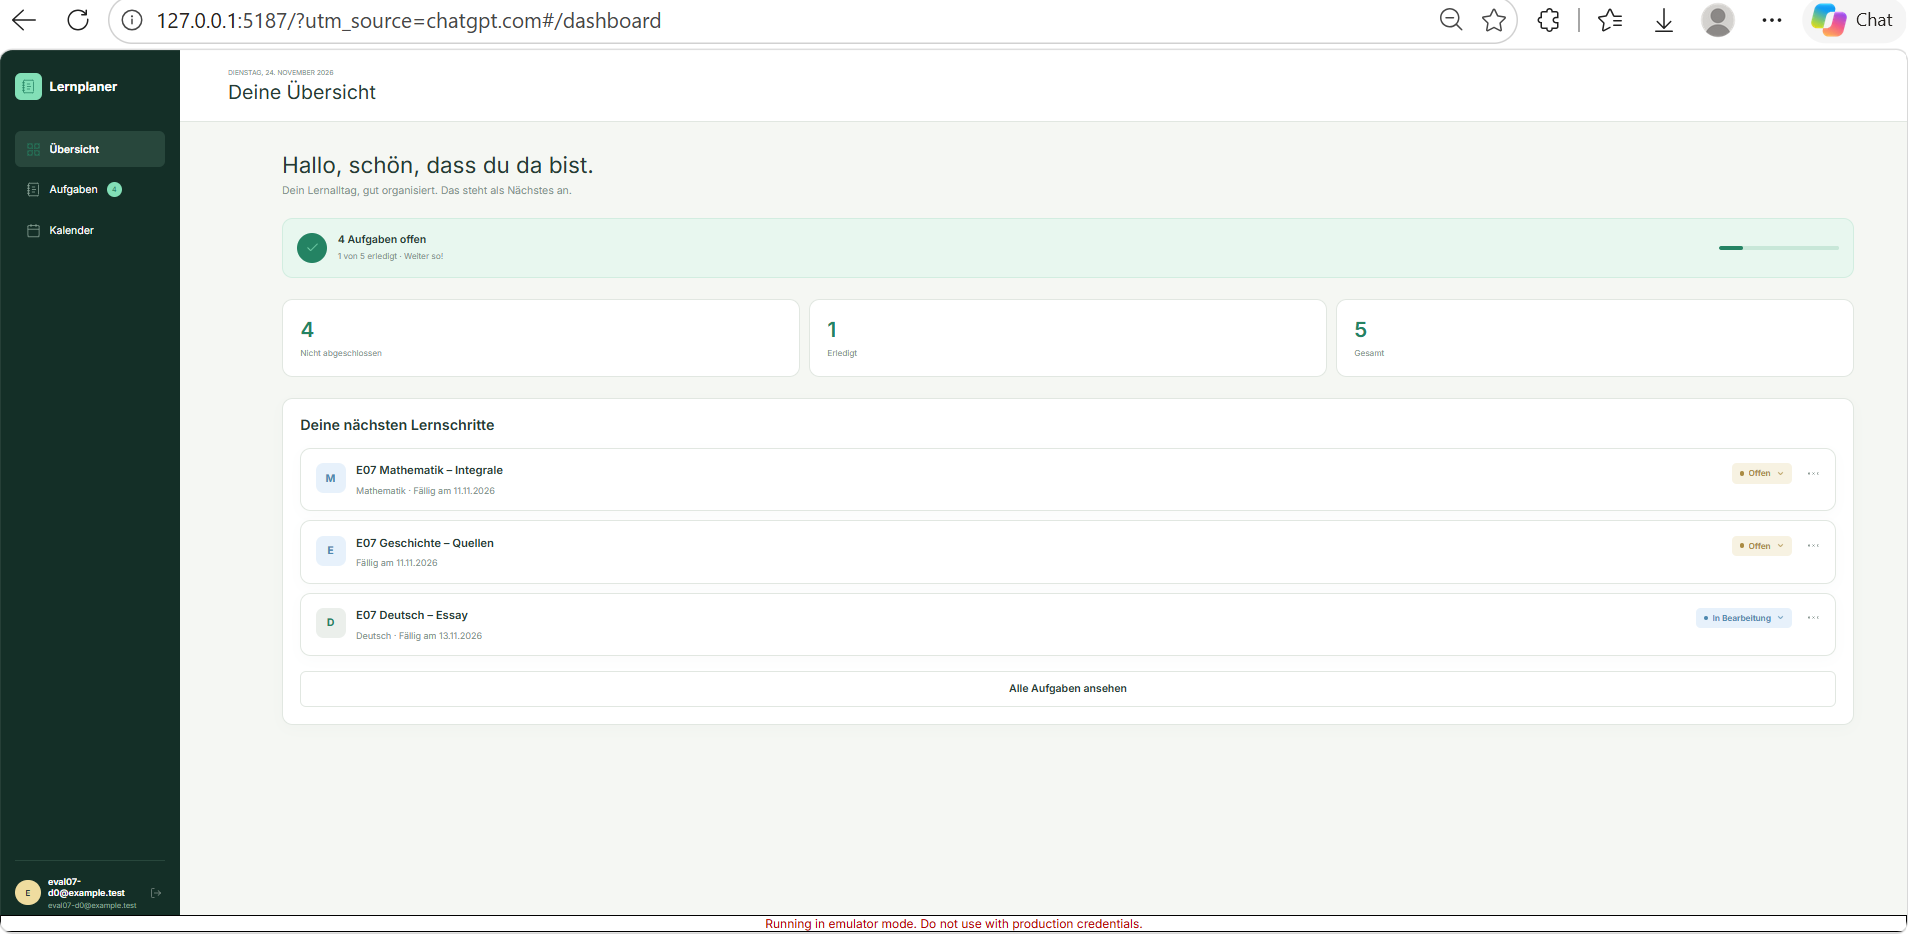 127.0.0.1:5187/?utm_source=chatgpt.com#/dashboard
Chat
Lernplaner
Übersicht
Aufgaben 4
Kalender
DIENSTAG, 24. NOVEMBER 2026
Deine Übersicht
Hallo, schön, dass du da bist.
Dein Lernalltag, gut organisiert. Das steht als Nächstes an.
4 Aufgaben offen
1 von 5 erledigt · Weiter so!
4
Nicht abgeschlossen
1
Erledigt
5
Gesamt
Deine nächsten Lernschritte
M
E07 Mathematik – Integrale
Mathematik · Fällig am 11.11.2026
Offen
E
E07 Geschichte – Quellen
Fällig am 11.11.2026
Offen
D
E07 Deutsch – Essay
Deutsch · Fällig am 13.11.2026
In Bearbeitung
Alle Aufgaben ansehen
E
eval07-
d0@example.test
eval07-d0@example.test
Running in emulator mode. Do not use with production credentials.